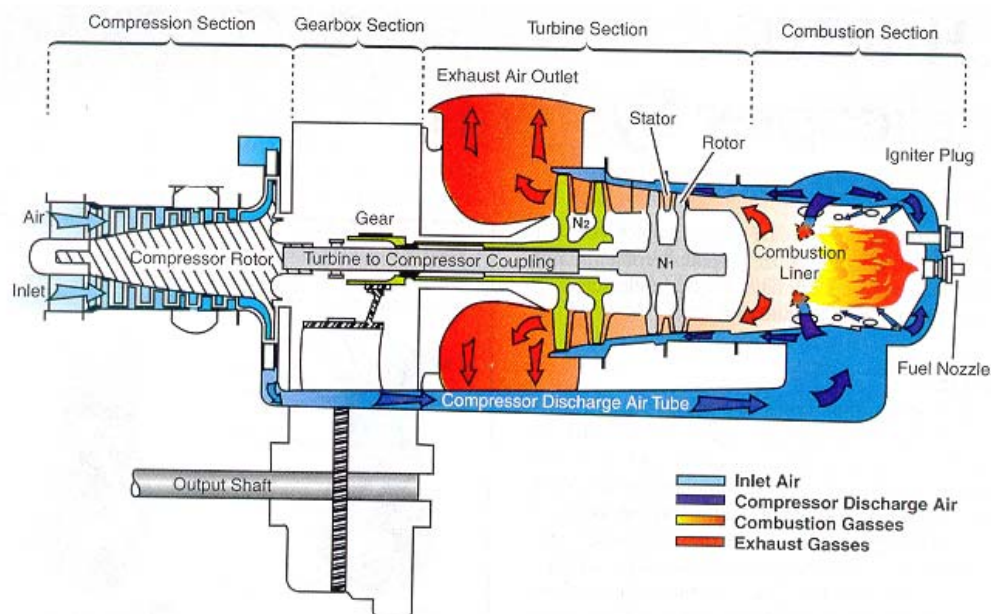 Compression Section
Gearbox Section
Turbine Section
Combustion Section
Exhaust Air Outlet
Stator
Rotor
Igniter Plug
Air
Gear
N2
Compressor Rotor
Turbine to Compressor Coupling
N1
Combustion
Liner
Inlet
Fuel Nozzle
Compressor Discharge Air Tube
Output Shaft
Inlet Air
Compressor Discharge Air
Combustion Gasses
Exhaust Gasses